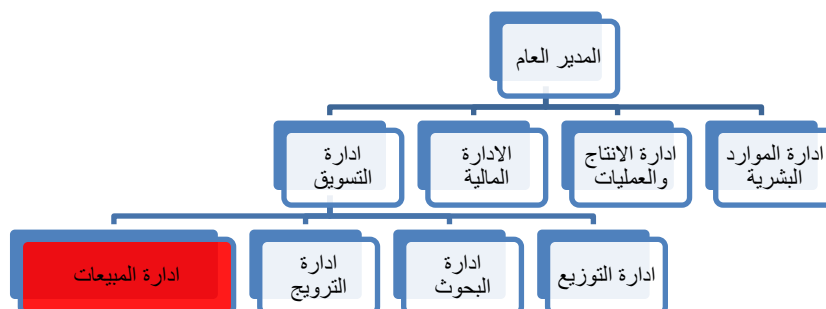 المدير العام
ادارة الموارد
البشرية
ادارة الانتاج
والعمليات
الادارة
المالية
ادارة
التسويق
ادارة التوزيع
ادارة
البحوث
ادارة
الترويج
ادارة المبيعات